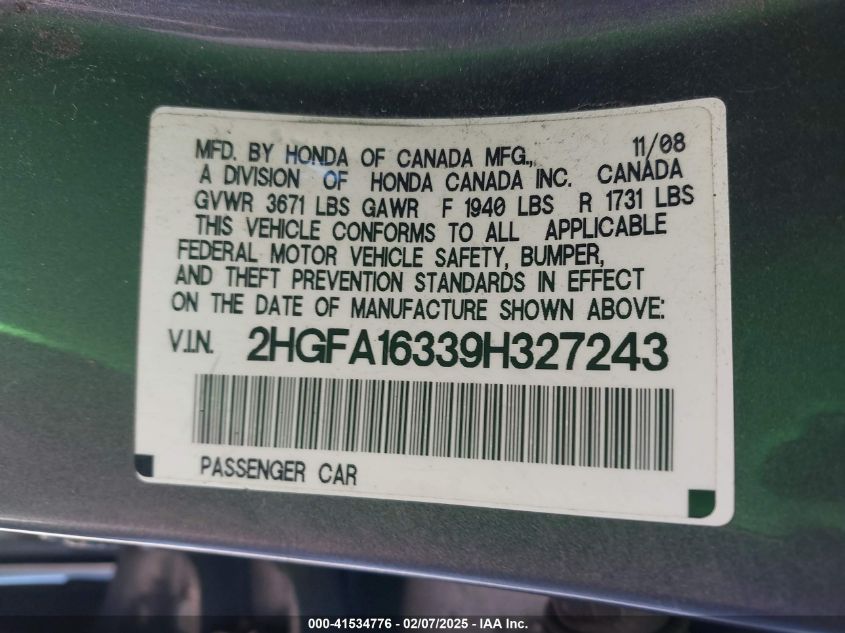 MFD. BY HONDA OF CANADA MFG., 11/08
A DIVISION OF HONDA CANADA INC. CANADA
GVWR 3671 LBS GAWR F 1940 LBS R 1731 LBS
THIS VEHICLE CONFORMS TO ALL APPLICABLE
FEDERAL MOTOR VEHICLE SAFETY, BUMPER,
AND THEFT PREVENTION STANDARDS IN EFFECT
ON THE DATE OF MANUFACTURE SHOWN ABOVE:
V.I.N. 2HGFA16339H327243
PASSENGER CAR
000-41534776 - 02/07/2025 - IAA Inc.